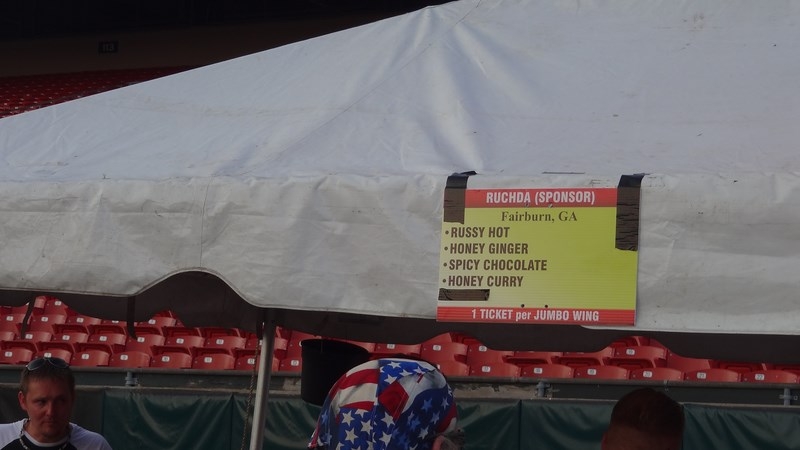 RUCHDA (SPONSOR)
Fairburn, GA
• RUSSY HOT
• HONEY GINGER
• SPICY CHOCOLATE
• HONEY CURRY
1 TICKET per JUMBO WING